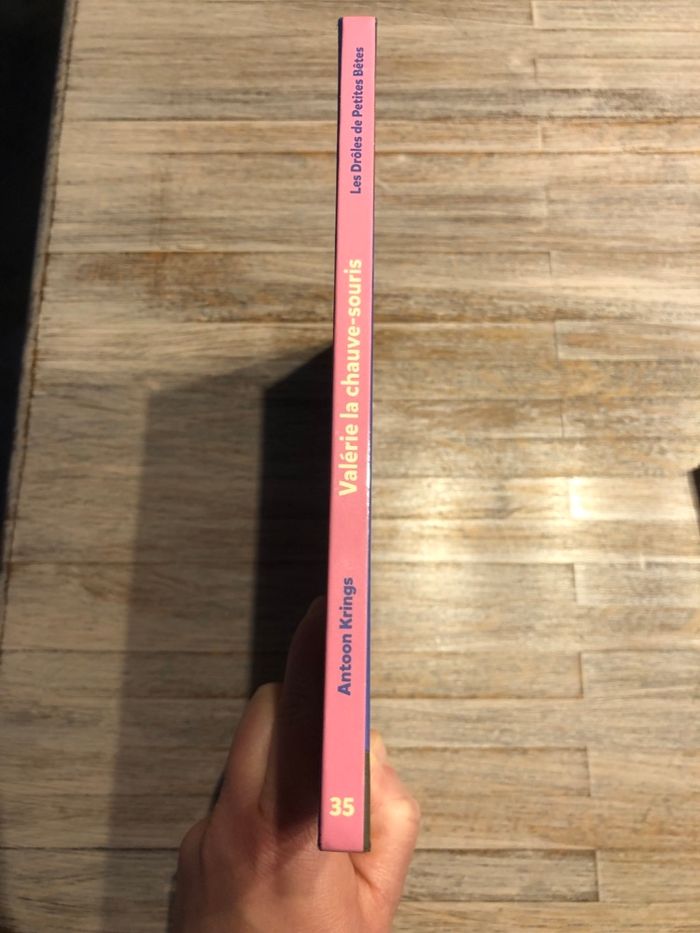 35
Antoon Krings
Valérie la chauve-souris
Les Drôles de Petites Bêtes